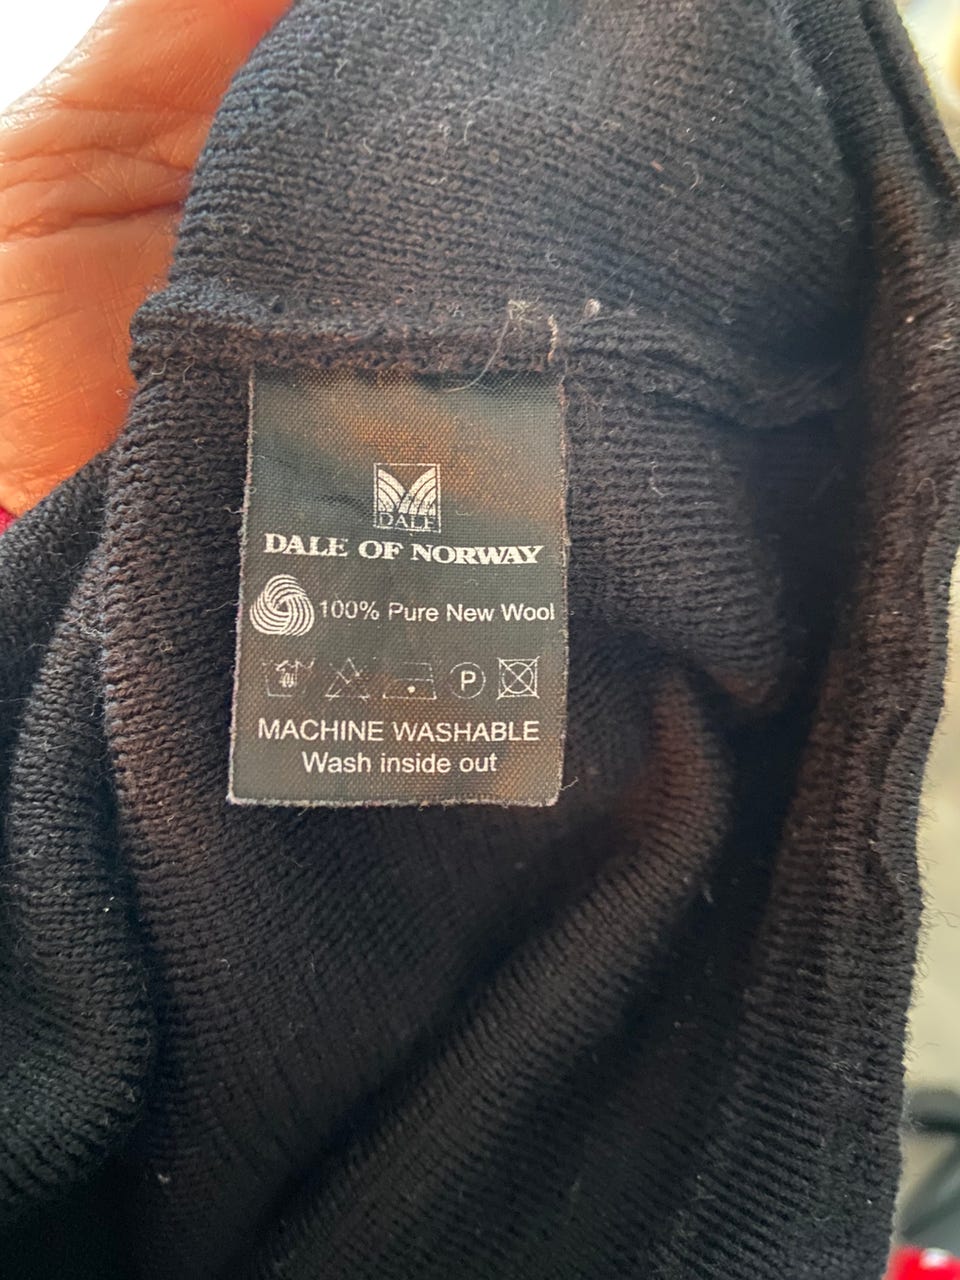 DALE
DALE OF NORWAY
100% Pure New Wool
P
MACHINE WASHABLE
Wash inside out